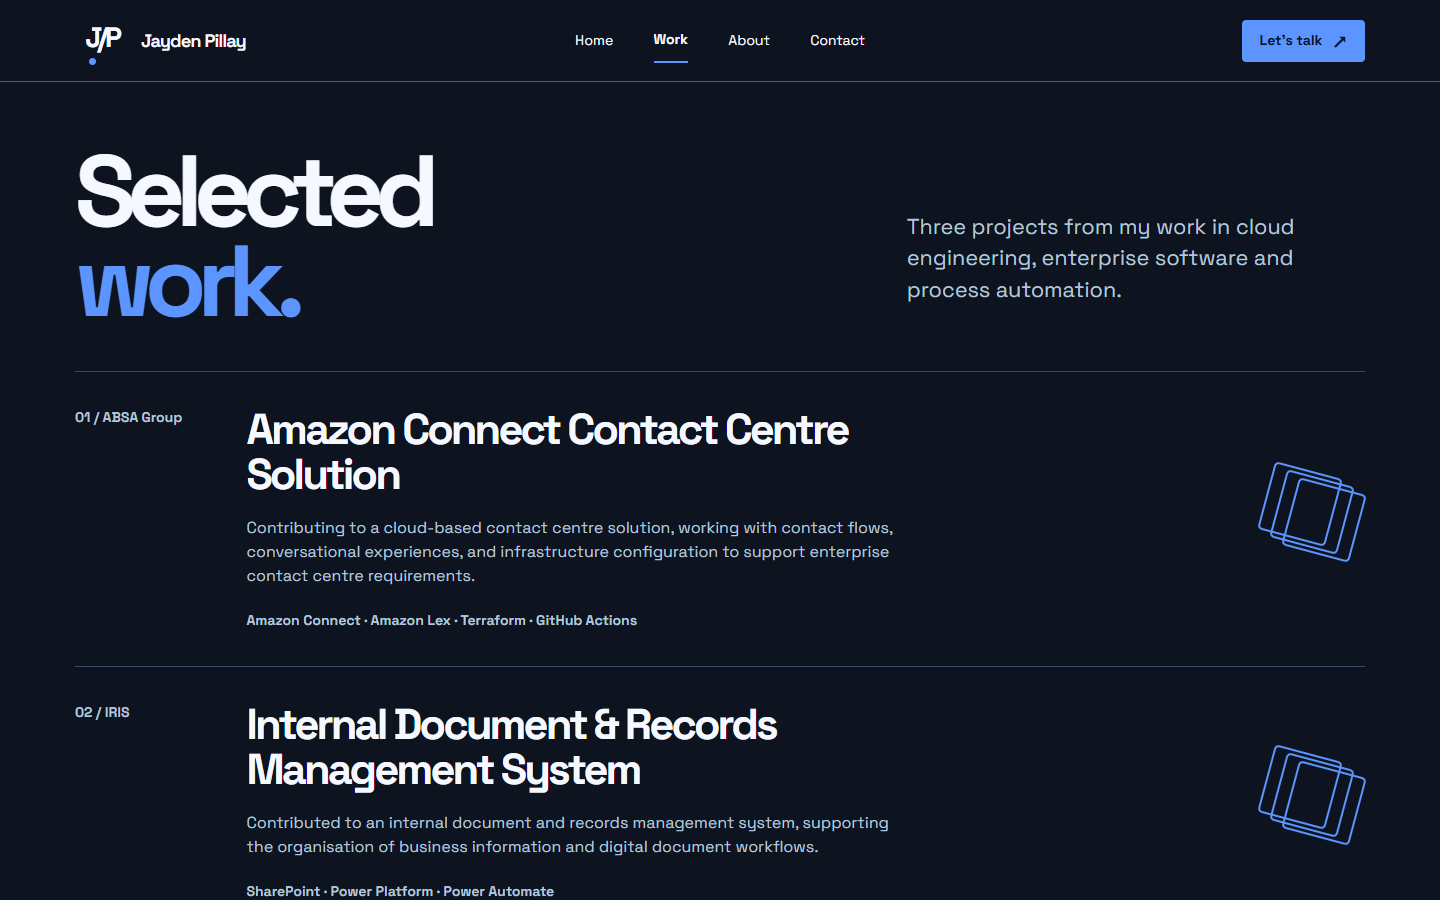 J/P Jayden Pillay
Home Work About Contact
Let's talk ↗
Selected
work.
Three projects from my work in cloud
engineering, enterprise software and
process automation.
01 / ABSA Group
Amazon Connect Contact Centre
Solution
Contributing to a cloud-based contact centre solution, working with contact flows,
conversational experiences, and infrastructure configuration to support enterprise
contact centre requirements.
Amazon Connect · Amazon Lex · Terraform · GitHub Actions
02 / IRIS
Internal Document & Records
Management System
Contributed to an internal document and records management system, supporting
the organisation of business information and digital document workflows.
SharePoint · Power Platform · Power Automate